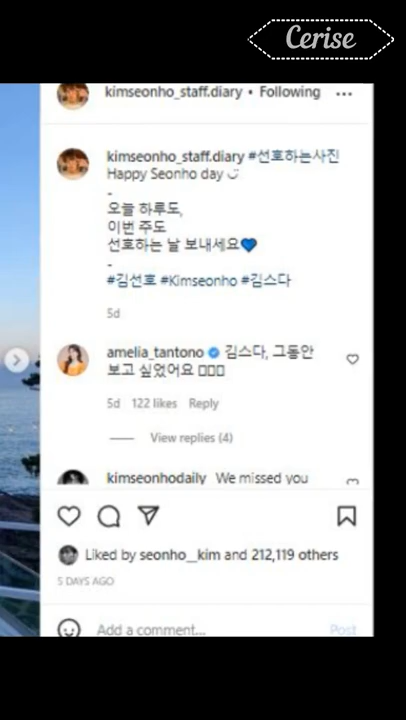 Cerise
kimseonho_staff.diary • Following
kimseonho_staff.diary #선호하는사진
Happy Seonho day
-
오늘 하루도,
이번 주도
선호하는 날 보내세요💙
-
#김선호 #Kimseonho #김스다
5d
amelia_tantono 김스다, 그동안
보고 싶었어요 □□□
5d 122 likes Reply
View replies (4)
kimseonhodaily We missed you
Liked by seonho__kim and 212,119 others
5 DAYS AGO
Add a comment... Post